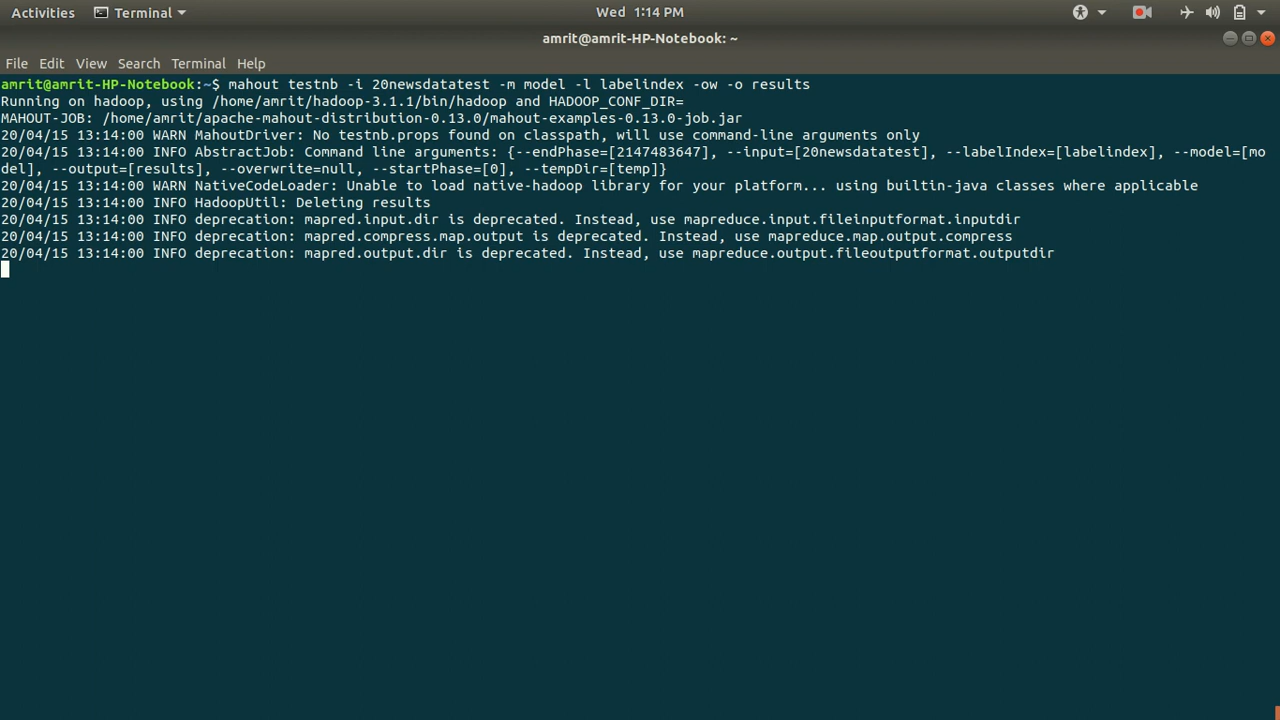 Activities Terminal Wed 1:14 PM
amrit@amrit-HP-Notebook: ~
File Edit View Search Terminal Help
amrit@amrit-HP-Notebook:~$ mahout testnb -i 20newsdatatest -m model -l labelindex -ow -o results
Running on hadoop, using /home/amrit/hadoop-3.1.1/bin/hadoop and HADOOP_CONF_DIR=
MAHOUT-JOB: /home/amrit/apache-mahout-distribution-0.13.0/mahout-examples-0.13.0-job.jar
20/04/15 13:14:00 WARN MahoutDriver: No testnb.props found on classpath, will use command-line arguments only
20/04/15 13:14:00 INFO AbstractJob: Command line arguments: {--endPhase=[2147483647], --input=[20newsdatatest], --labelIndex=[labelindex], --model=[mo
del], --output=[results], --overwrite=null, --startPhase=[0], --tempDir=[temp]}
20/04/15 13:14:00 WARN NativeCodeLoader: Unable to load native-hadoop library for your platform... using builtin-java classes where applicable
20/04/15 13:14:00 INFO HadoopUtil: Deleting results
20/04/15 13:14:00 INFO deprecation: mapred.input.dir is deprecated. Instead, use mapreduce.input.fileinputformat.inputdir
20/04/15 13:14:00 INFO deprecation: mapred.compress.map.output is deprecated. Instead, use mapreduce.map.output.compress
20/04/15 13:14:00 INFO deprecation: mapred.output.dir is deprecated. Instead, use mapreduce.output.fileoutputformat.outputdir